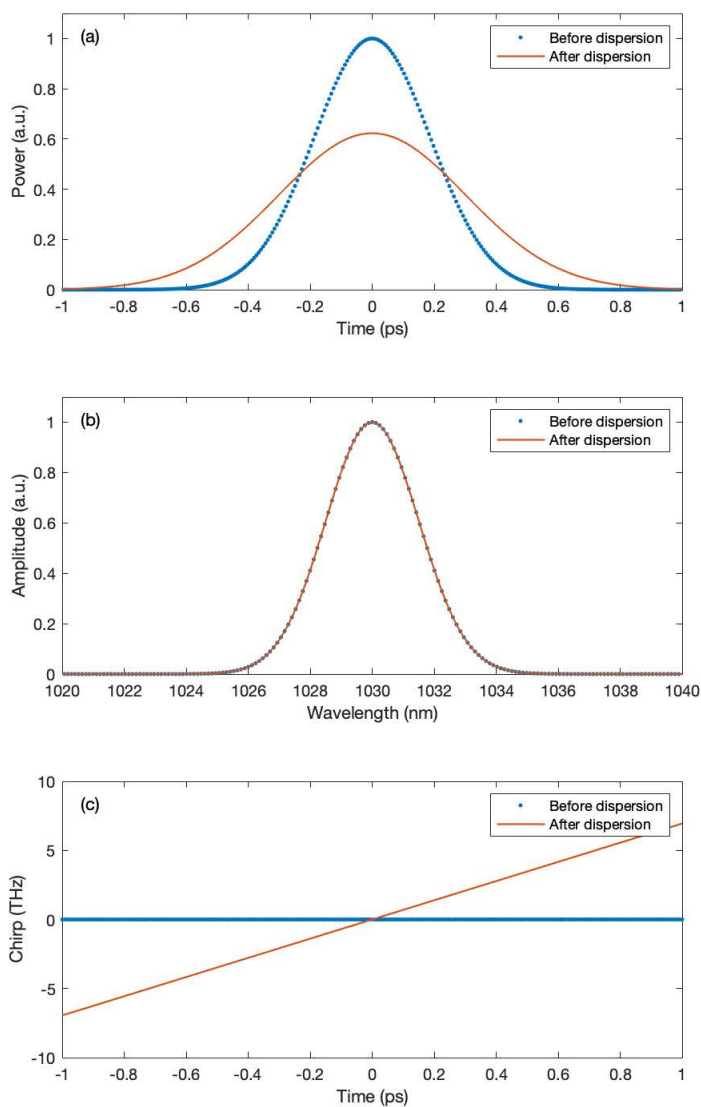 (a)
Before dispersion
After dispersion
1
0.8
0.6
0.4
0.2
0
Power (a.u.)
-1 -0.8 -0.6 -0.4 -0.2 0 0.2 0.4 0.6 0.8 1
Time (ps)
(b)
Before dispersion
After dispersion
1
0.8
0.6
0.4
0.2
0
Amplitude (a.u.)
1020 1022 1024 1026 1028 1030 1032 1034 1036 1038 1040
Wavelength (nm)
(c)
Before dispersion
After dispersion
10
5
0
-5
-10
Chirp (THz)
-1 -0.8 -0.6 -0.4 -0.2 0 0.2 0.4 0.6 0.8 1
Time (ps)